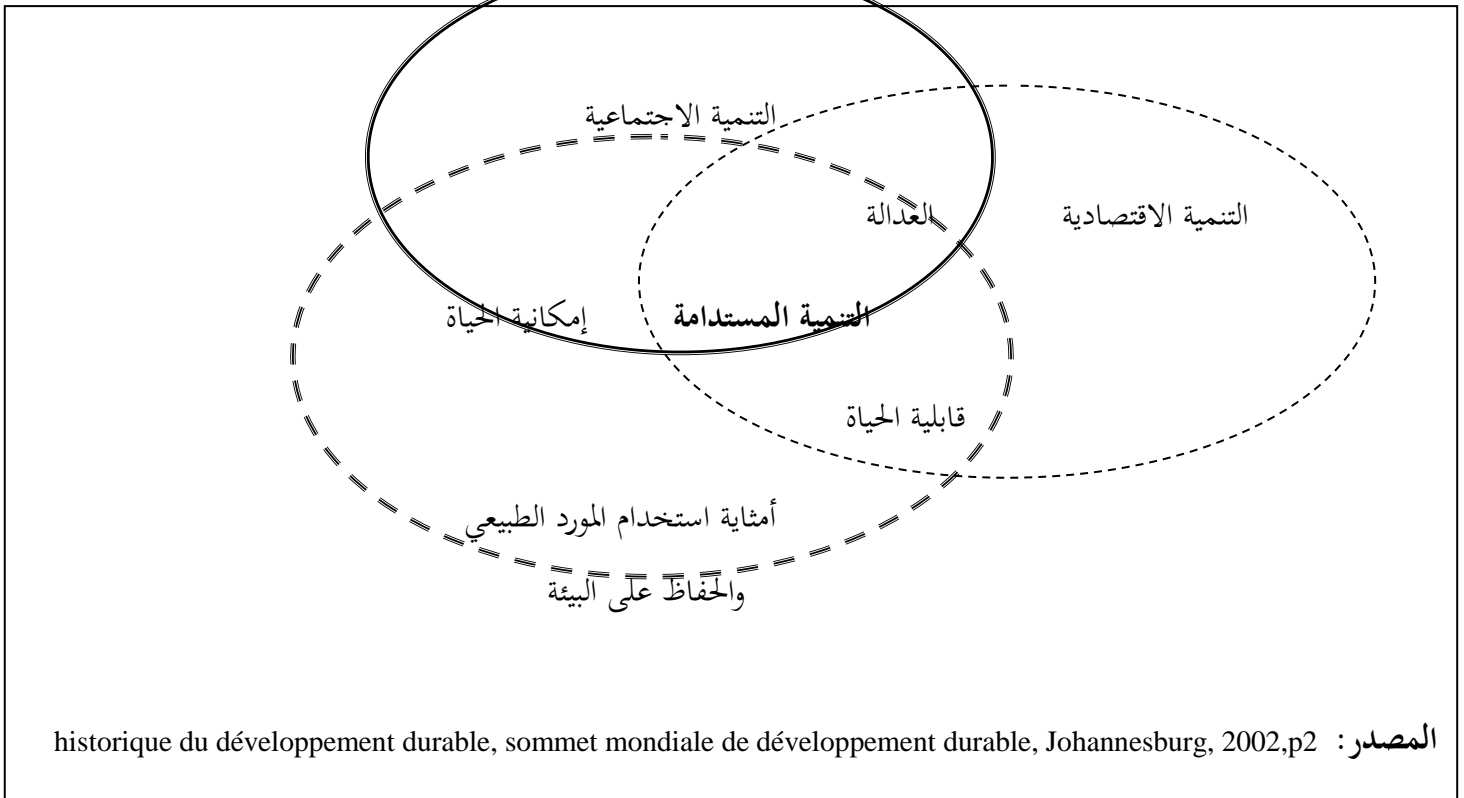 التنمية الاجتماعية
العدالة
التنمية الاقتصادية
إمكانية الحياة
التنمية المستدامة
قابلية الحياة
أمثاية استخدام المورد الطبيعي
والحفاظ على البيئة
المصدر: historique du développement durable, sommet mondiale de développement durable, Johannesburg, 2002,p2